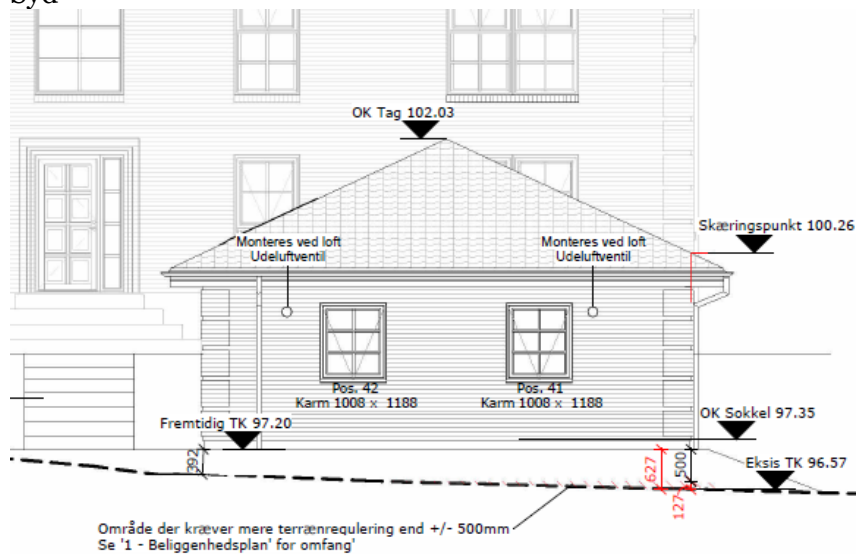 Syd
OK Tag 102.03
Skæringspunkt 100.26
Monteres ved loft
Udeluftventil
Monteres ved loft
Udeluftventil
Pos. 42
Karm 1008 x 1188
Pos. 41
Karm 1008 x 1188
Fremtidig TK 97.20
OK Sokkel 97.35
392
627
500
Eksis TK 96.57
127
Område der kræver mere terrænregulering end +/- 500mm
Se '1 - Beliggenhedsplan' for omfang'